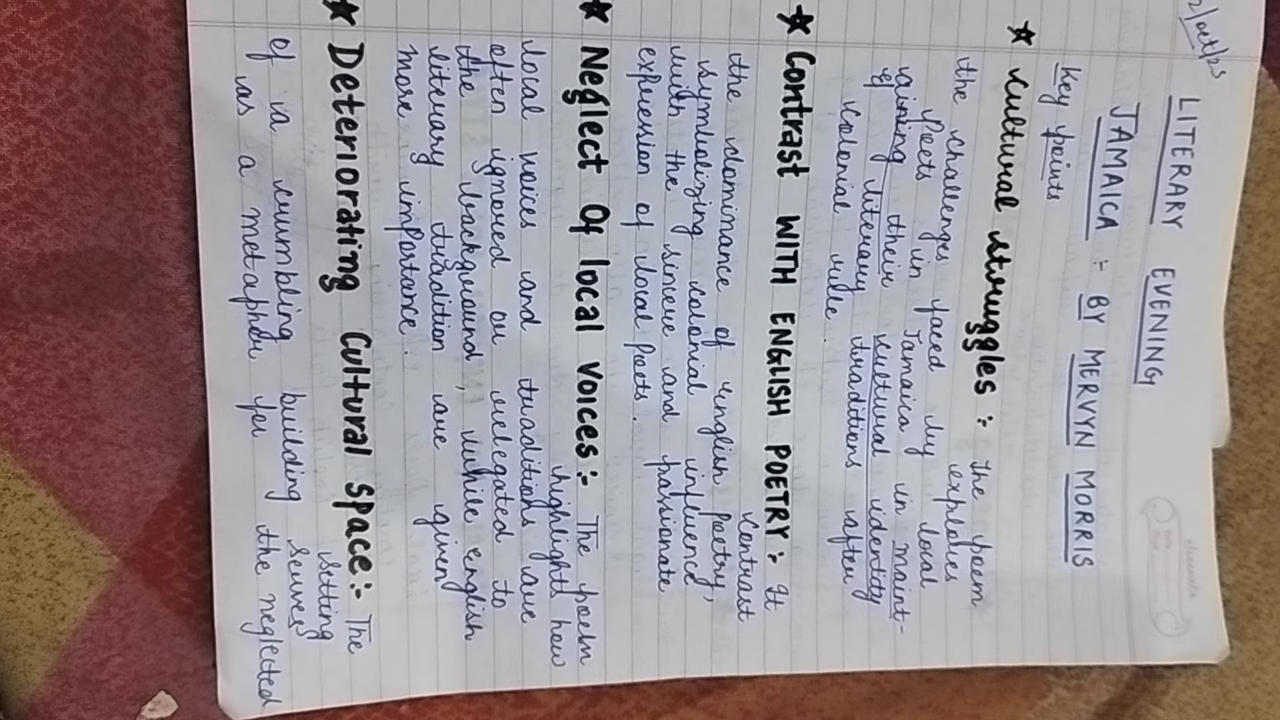 LITERARY EVENING
JAMAICA :- BY MERVYN MORRIS
Key points
★ Cultural struggles : The poem
explores
the challenges faced by local
Poets in Jamaica in maint-
aining their cultural identity
& literary traditions after
colonial rule.
★ Contrast WITH ENGLISH POETRY :- It
contrast
the dominance of english Poetry,
symbolizing colonial influence
with the sincere and passionate
expression of local Poets.
★ Neglect Of local voices :- The poem
highlight how
local voices and traditions are
often ignored or relegated to
the background, while english
literary tradition are given
more importance.
★ Deteriorating Cultural space:- The
setting
of a crumbling building serves
as a metaphor for the neglected